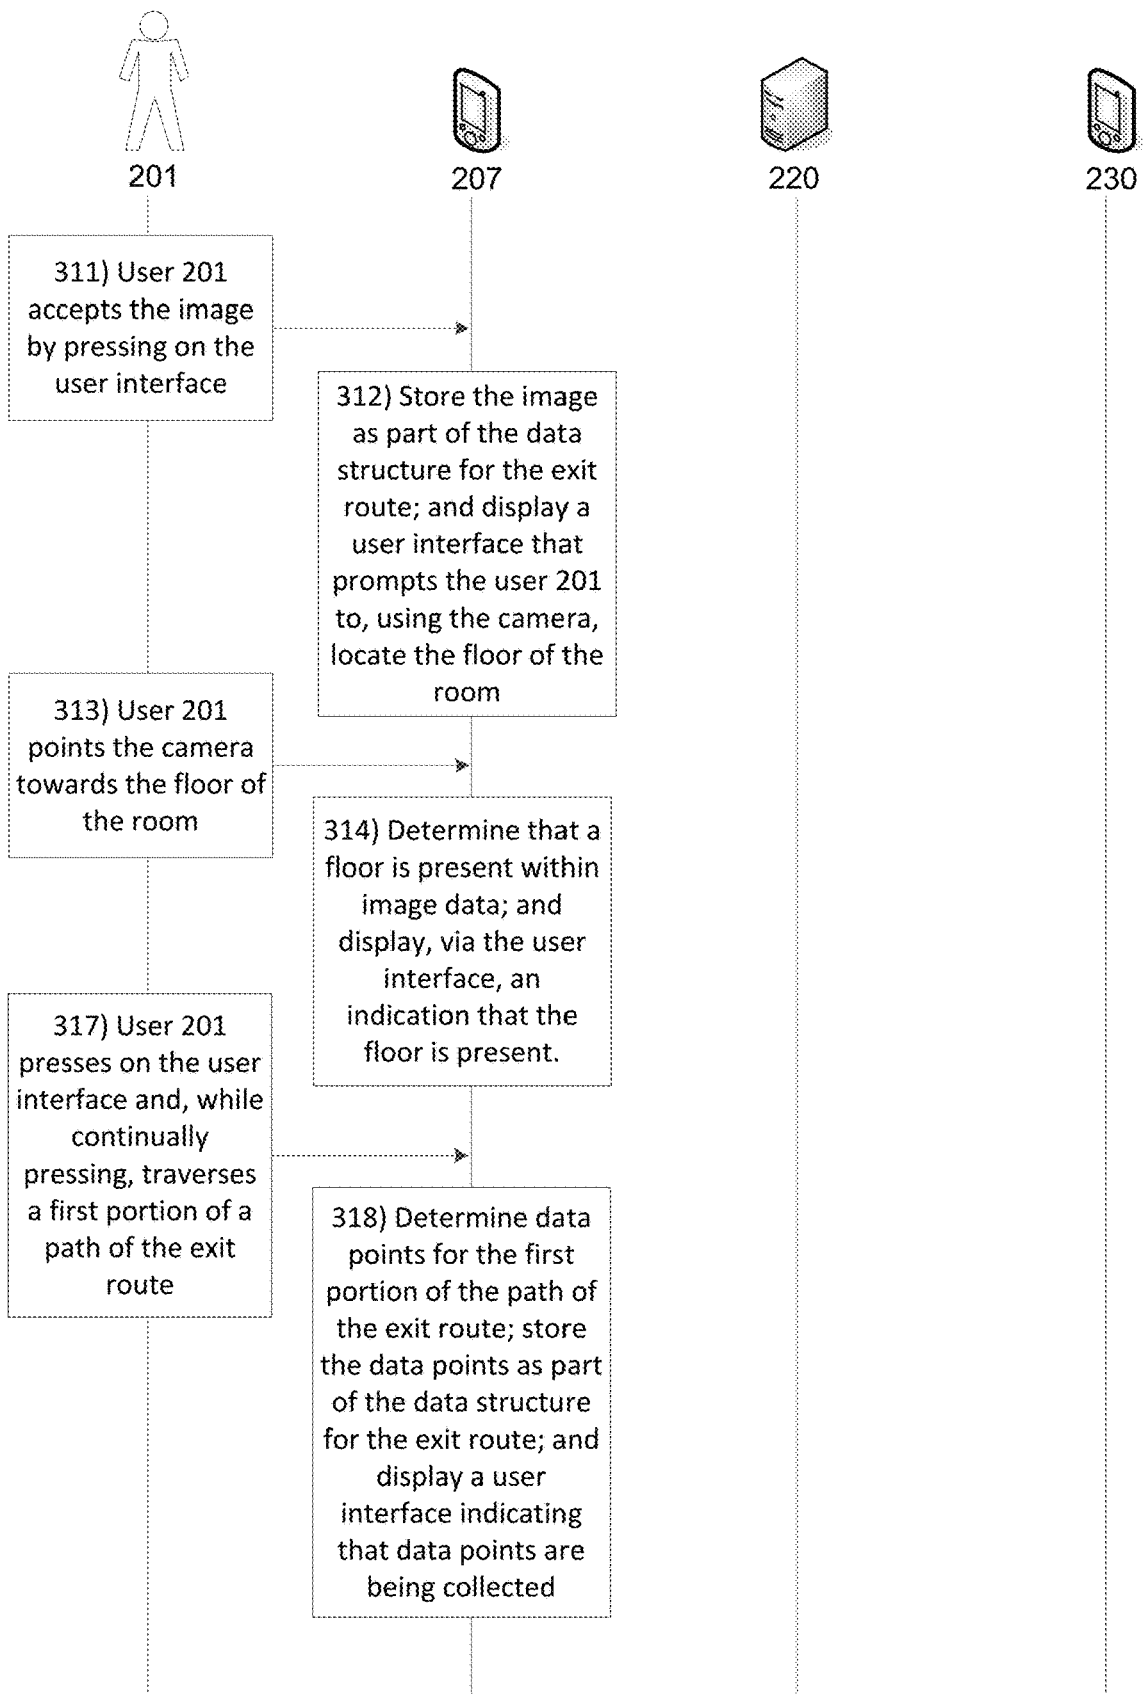 201
207
220
230
311) User 201
accepts the image
by pressing on the
user interface
312) Store the image
as part of the data
structure for the exit
route; and display a
user interface that
prompts the user 201
to, using the camera,
locate the floor of the
room
313) User 201
points the camera
towards the floor of
the room
314) Determine that a
floor is present within
image data; and
display, via the user
interface, an
indication that the
floor is present.
317) User 201
presses on the user
interface and, while
continually
pressing, traverses
a first portion of a
path of the exit
route
318) Determine data
points for the first
portion of the path of
the exit route; store
the data points as part
of the data structure
for the exit route; and
display a user
interface indicating
that data points are
being collected